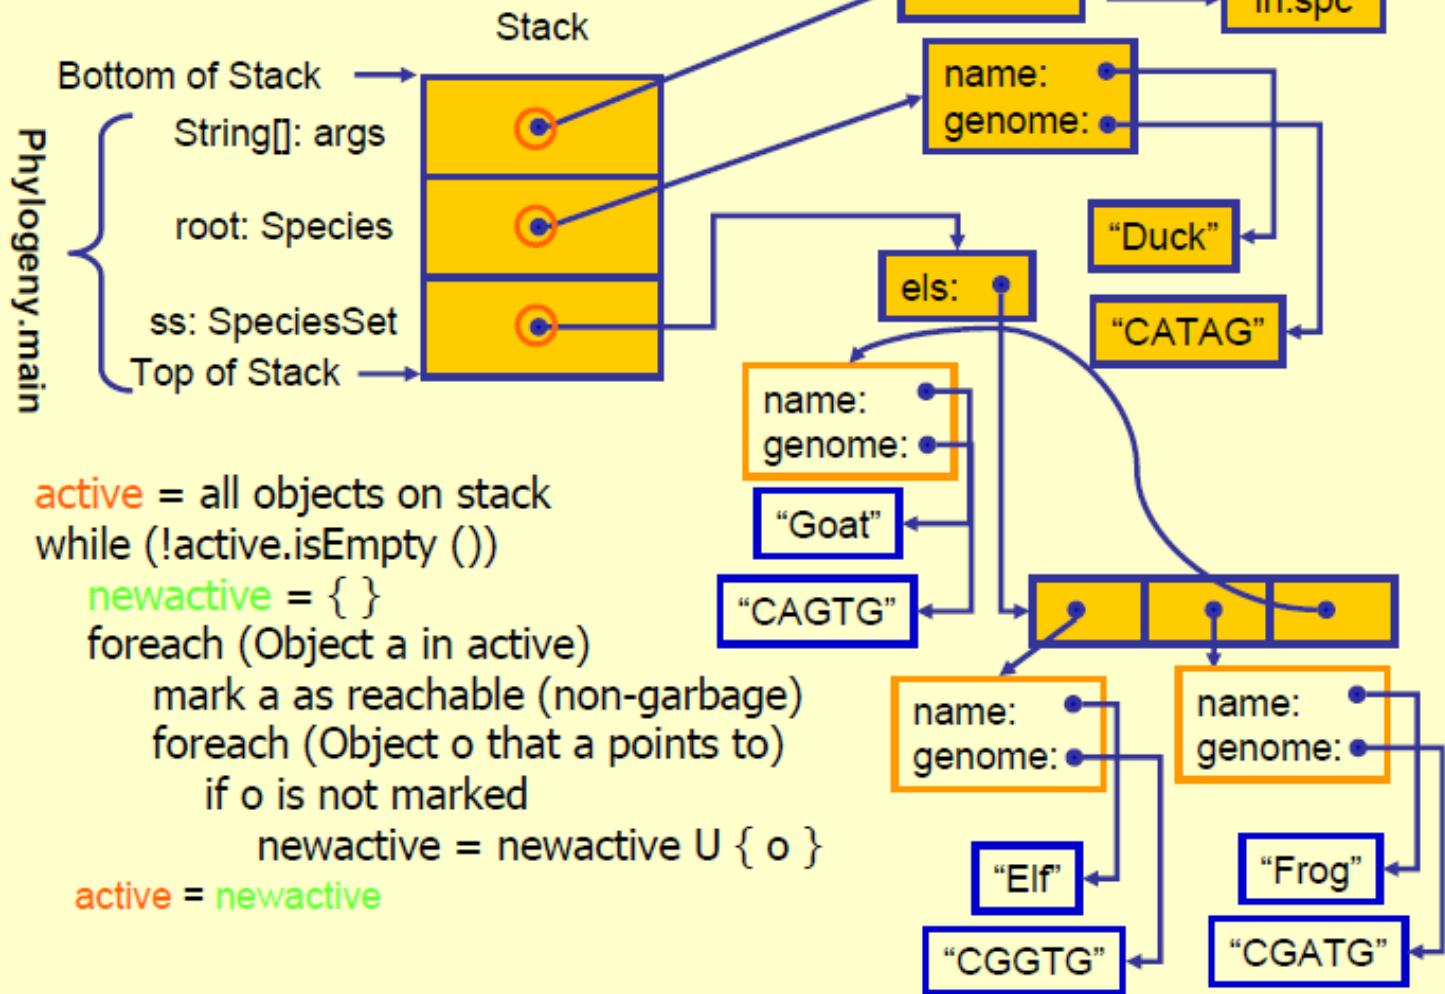 Stack
in.spc
Bottom of Stack
String[]: args
root: Species
ss: SpeciesSet
Top of Stack
Phylogeny.main
name:
genome:
“Duck”
“CATAG”
els:
name:
genome:
“Goat”
“CAGTG”
name:
genome:
“Elf”
“CGGTG”
name:
genome:
“Frog”
“CGATG”
active = all objects on stack
while (!active.isEmpty ())
newactive = { }
foreach (Object a in active)
mark a as reachable (non-garbage)
foreach (Object o that a points to)
if o is not marked
newactive = newactive U { o }
active = newactive